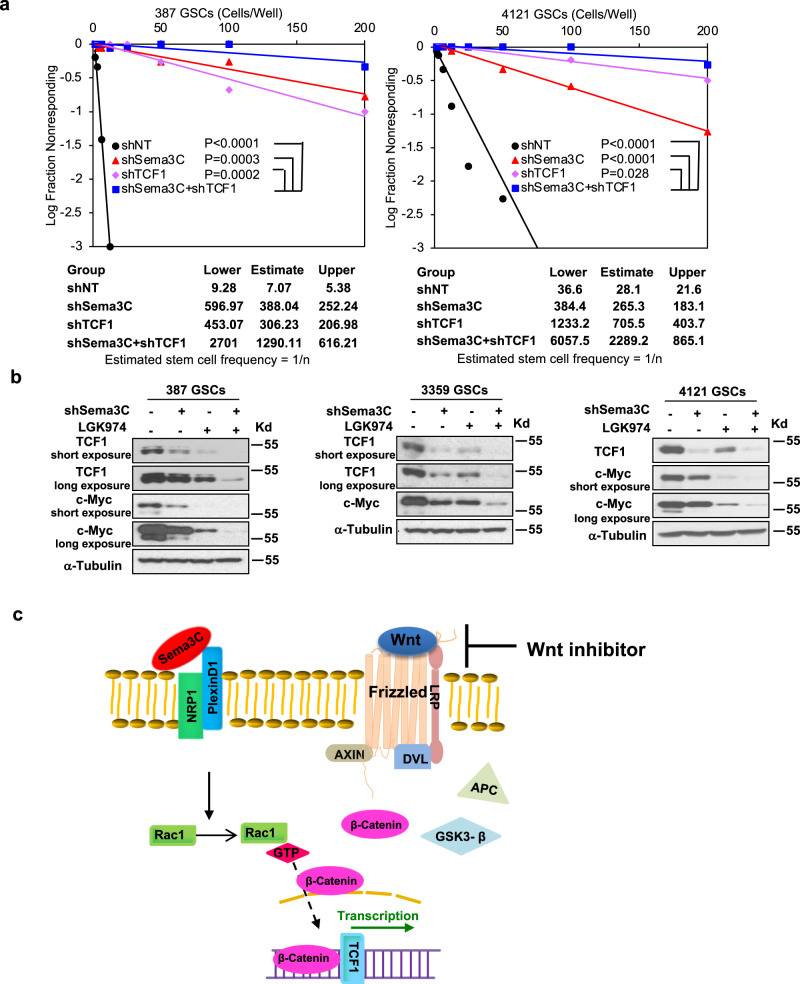 a
387 GSCs (Cells/Well)
0 50 100 150 200
Log Fraction Nonresponding
0
-0.5
-1
-1.5
-2
-2.5
-3
shNT P<0.0001
shSema3C P=0.0003
shTCF1 P=0.0002
shSema3C+shTCF1
Group Lower Estimate Upper
shNT 9.28 7.07 5.38
shSema3C 596.97 388.04 252.24
shTCF1 453.07 306.23 206.98
shSema3C+shTCF1 2701 1290.11 616.21
Estimated stem cell frequency = 1/n
4121 GSCs (Cells/Well)
0 50 100 150 200
Log Fraction Nonresponding
0
-0.5
-1
-1.5
-2
-2.5
-3
shNT P<0.0001
shSema3C P<0.0001
shTCF1 P=0.028
shSema3C+shTCF1
Group Lower Estimate Upper
shNT 36.6 28.1 21.6
shSema3C 384.4 265.3 183.1
shTCF1 1233.2 705.5 403.7
shSema3C+shTCF1 6057.5 2289.2 865.1
Estimated stem cell frequency = 1/n
b
387 GSCs
shSema3C - + - +
LGK974 - - + + Kd
TCF1
short exposure
55
TCF1
long exposure
55
c-Myc
short exposure
55
c-Myc
long exposure
55
α-Tubulin
3359 GSCs
shSema3C - + - +
LGK974 - - + + Kd
TCF1
short exposure
55
TCF1
long exposure
55
c-Myc
55
α-Tubulin
55
4121 GSCs
shSema3C - + - +
LGK974 - - + + Kd
TCF1
55
c-Myc
short exposure
55
c-Myc
long exposure
55
α-Tubulin
55
c
Sema3C
NRP1
PlexinD1
Wnt
Frizzled
LRP
Wnt inhibitor
AXIN
DVL
APC
β-Catenin
GSK3- β
Rac1
Rac1
GTP
β-Catenin
Transcription
β-Catenin
TCF1